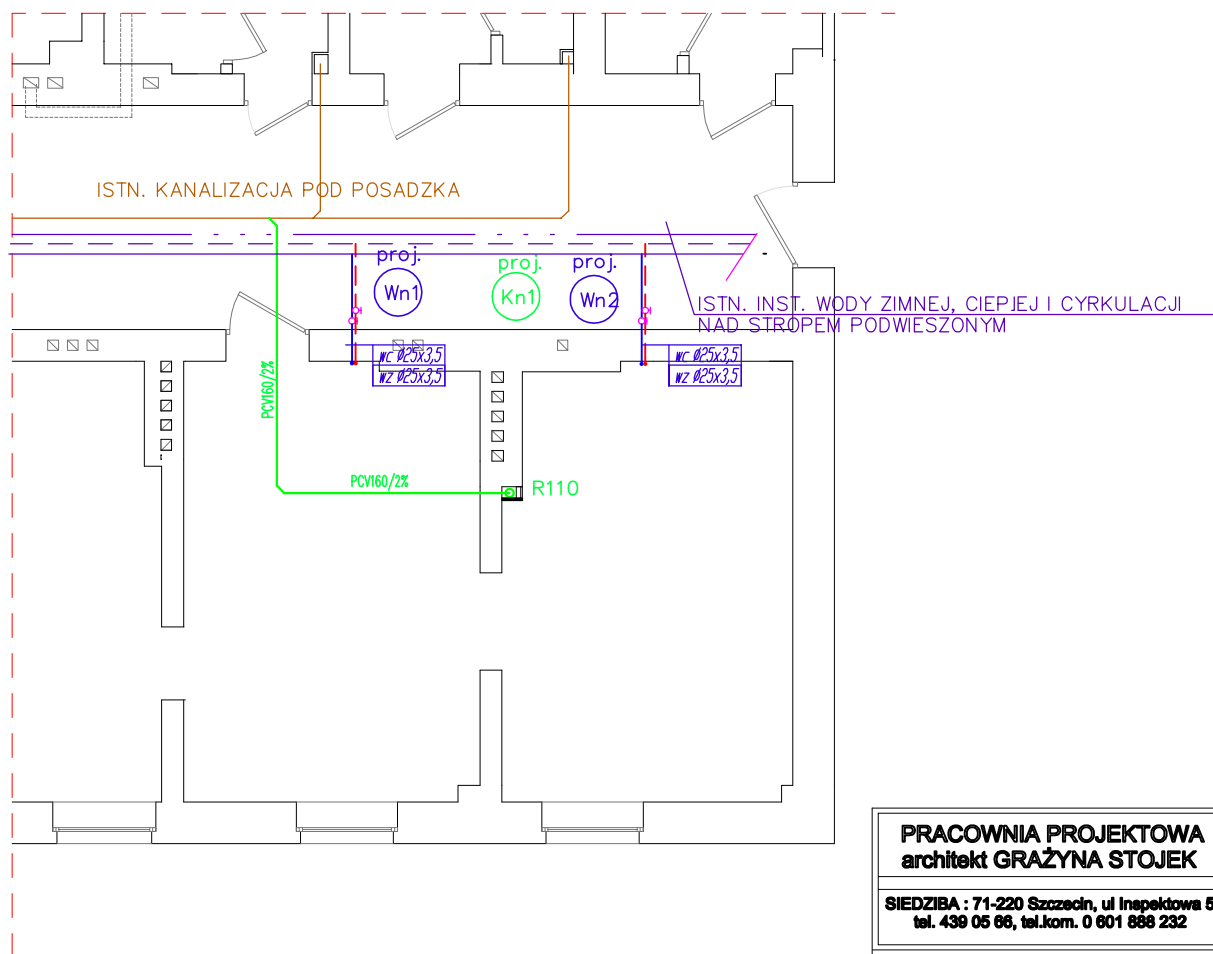 ISTN. KANALIZACJA POD POSADZKA
proj.
Wn1
proj.
Kn1
proj.
Wn2
ISTN. INST. WODY ZIMNEJ, CIEPJEJ I CYRKULACJI
NAD STROPEM PODWIESZONYM
wc Ø25x3,5
wz Ø25x3,5
wc Ø25x3,5
wz Ø25x3,5
PCV160/2%
PCV160/2%
R110
PRACOWNIA PROJEKTOWA
architekt GRAŻYNA STOJEK
SIEDZIBA : 71-220 Szczecin, ul Inspektowa 5
tel. 439 05 66, tel.kom. 0 601 888 232